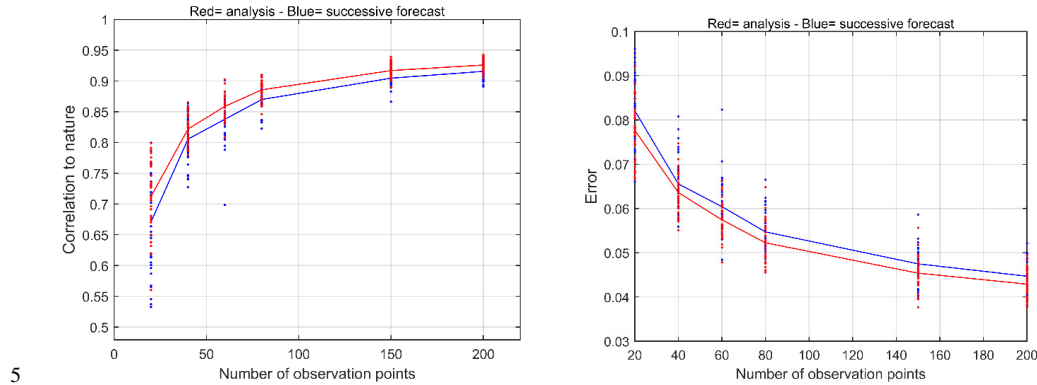 Red= analysis - Blue= successive forecast
1
0.95
0.9
0.85
0.8
0.75
0.7
0.65
0.6
0.55
0.5
Correlation to nature
0 50 100 150 200
Number of observation points
Red= analysis - Blue= successive forecast
0.1
0.09
0.08
0.07
0.06
0.05
0.04
0.03
Error
20 40 60 80 100 120 140 160 180 200
Number of observation points
5